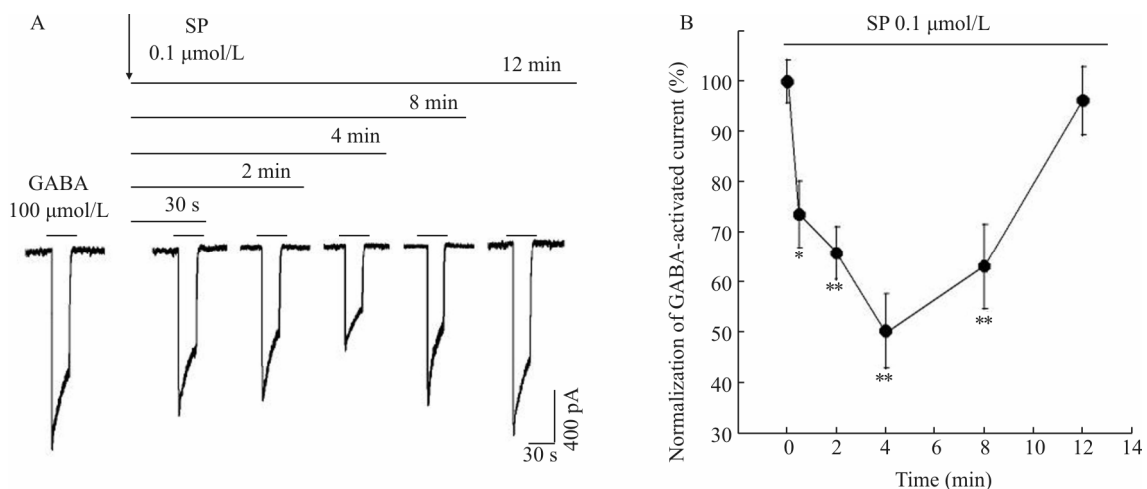 A
SP
0.1 μmol/L
12 min
8 min
4 min
2 min
GABA
100 μmol/L
30 s
400 pA
30 s
B
SP 0.1 μmol/L
Normalization of GABA-activated current (%)
100
90
80
70
60
50
40
30
*
**
**
**
0 2 4 6 8 10 12 14
Time (min)